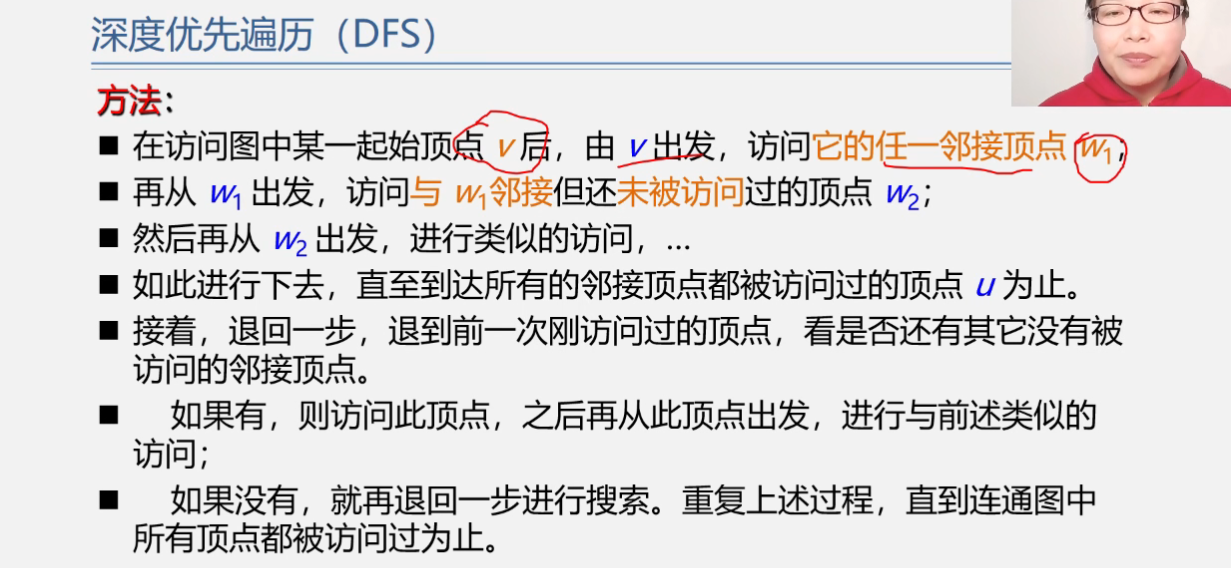 深度优先遍历（DFS）
方法：
■ 在访问图中某一起始顶点 v 后，由 v 出发，访问它的任一邻接顶点 w₁；
■ 再从 w₁ 出发，访问与 w₁邻接但还未被访问过的顶点 w₂；
■ 然后再从 w₂ 出发，进行类似的访问，…
■ 如此进行下去，直至到达所有的邻接顶点都被访问过的顶点 u 为止。
■ 接着，退回一步，退到前一次刚访问过的顶点，看是否还有其它没有被
访问的邻接顶点。
■ 如果有，则访问此顶点，之后再从此顶点出发，进行与前述类似的
访问；
■ 如果没有，就再退回一步进行搜索。重复上述过程，直到连通图中
所有顶点都被访问过为止。